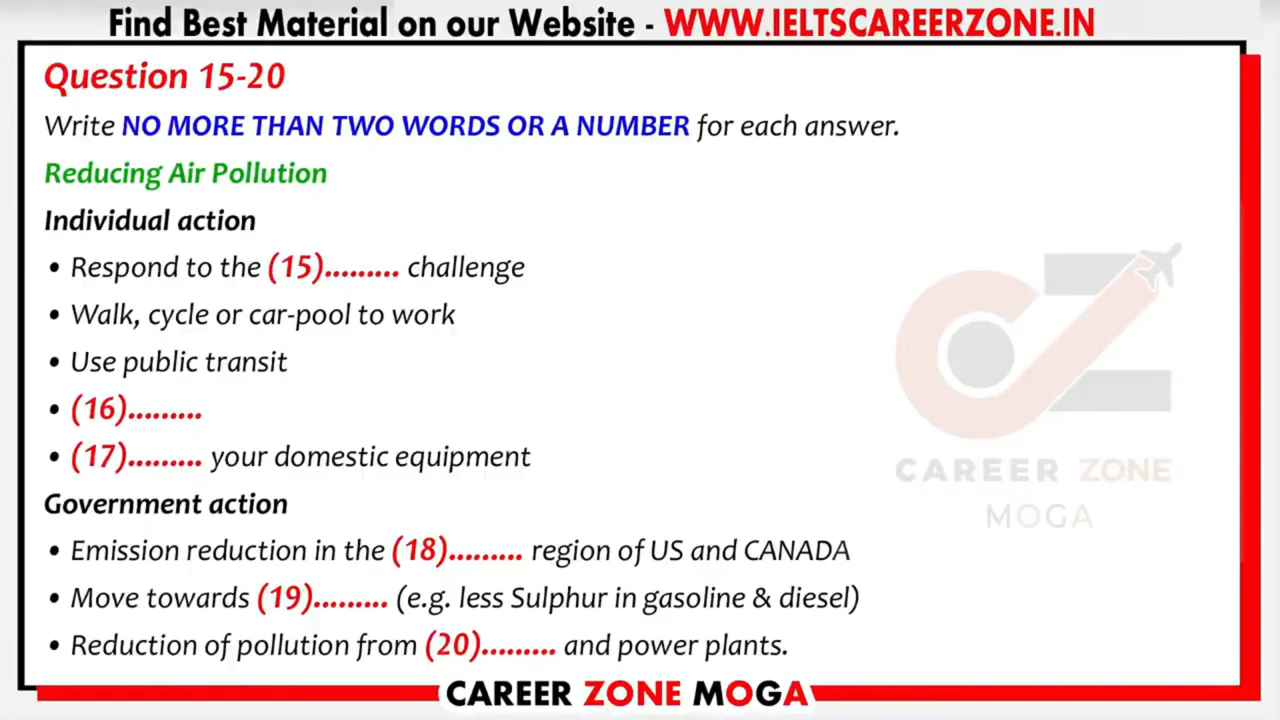 Find Best Material on our Website - WWW.IELTSCAREERZONE.IN
Question 15-20
Write NO MORE THAN TWO WORDS OR A NUMBER for each answer.
Reducing Air Pollution
Individual action
• Respond to the (15)......... challenge
• Walk, cycle or car-pool to work
• Use public transit
• (16).........
• (17)......... your domestic equipment
Government action
• Emission reduction in the (18)......... region of US and CANADA
• Move towards (19)......... (e.g. less Sulphur in gasoline & diesel)
• Reduction of pollution from (20)......... and power plants.
CAREER ZONE
MOGA
CAREER ZONE MOGA